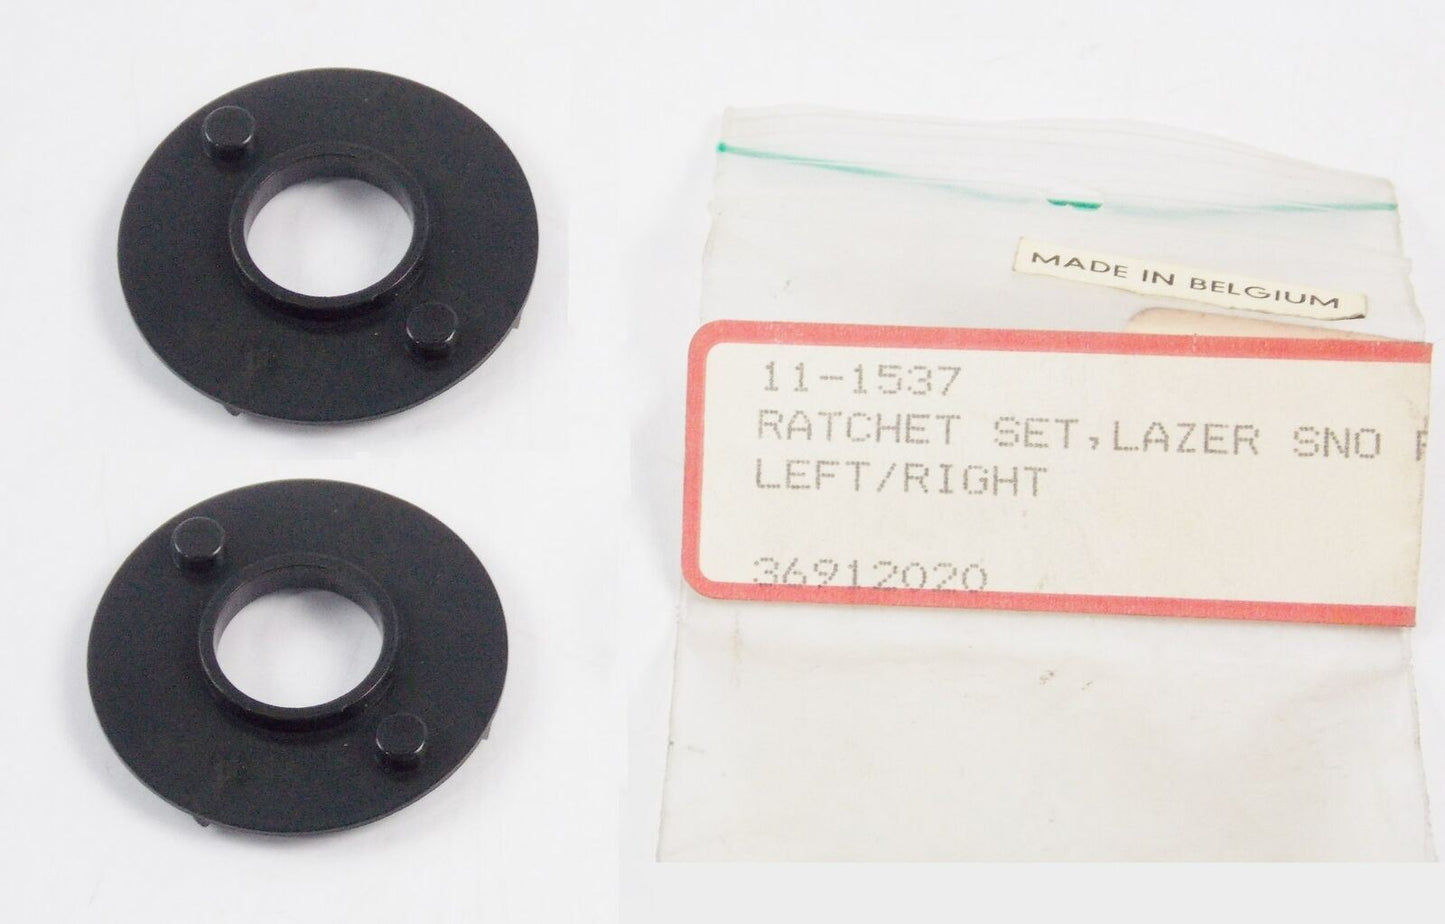 MADE IN BELGIUM
11-1537
RATCHET SET,LAZER SNO
LEFT/RIGHT
36912020